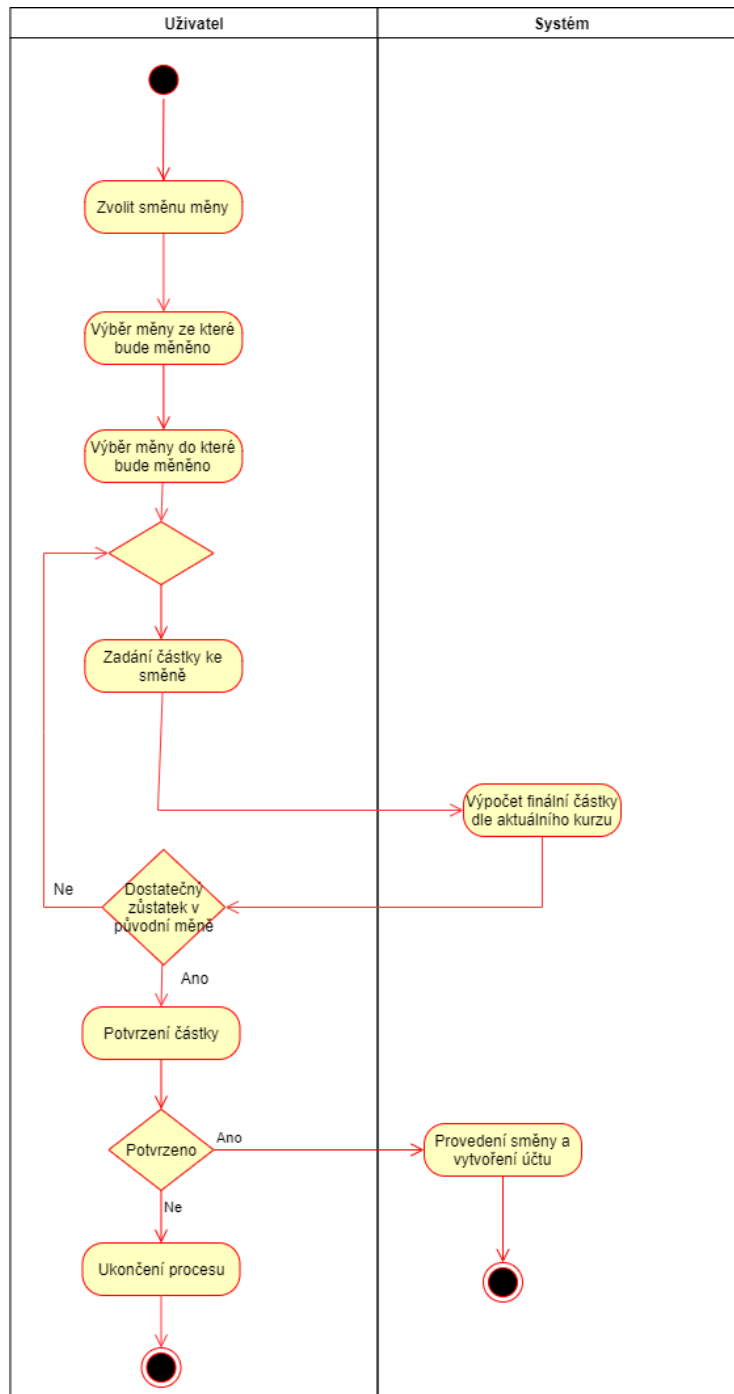 Uživatel
Systém
Zvolit směnu měny
Výběr měny ze které
bude měněno
Výběr měny do které
bude měněno
Zadání částky ke
směně
Výpočet finální částky
dle aktuálního kurzu
Ne
Dostatečný
zůstatek v
původní měně
Ano
Potvrzení částky
Potvrzeno
Ano
Provedení směny a
vytvoření účtu
Ne
Ukončení procesu